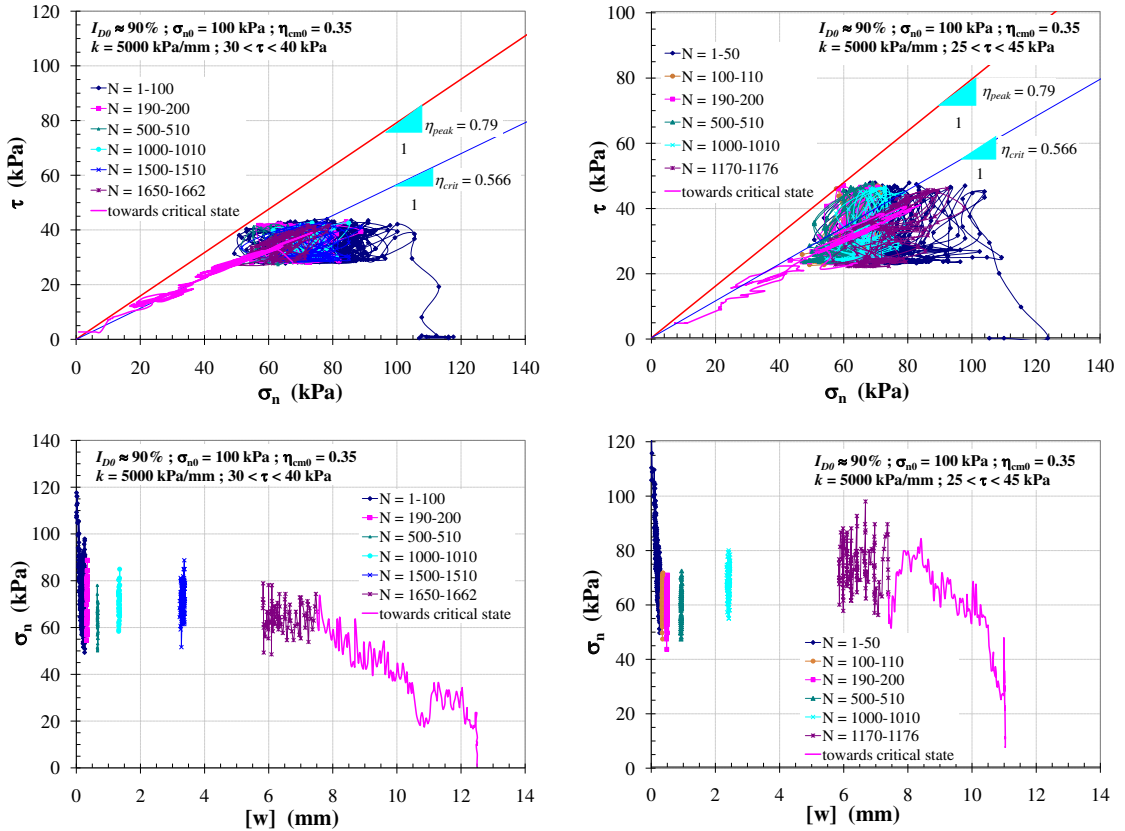 I_D0 ≈ 90% ; σ_n0 = 100 kPa ; η_cm0 = 0.35
k = 5000 kPa/mm ; 30 < τ < 40 kPa
120
100
80
60
40
20
0
τ (kPa)
N = 1-100
N = 190-200
N = 500-510
N = 1000-1010
N = 1500-1510
N = 1650-1662
towards critical state
η_peak = 0.79
1
η_crit = 0.566
1
0 20 40 60 80 100 120 140
σ_n (kPa)
I_D0 ≈ 90% ; σ_n0 = 100 kPa ; η_cm0 = 0.35
k = 5000 kPa/mm ; 25 < τ < 45 kPa
100
80
60
40
20
0
τ (kPa)
N = 1-50
N = 100-110
N = 190-200
N = 500-510
N = 1000-1010
N = 1170-1176
towards critical state
η_peak = 0.79
1
η_crit = 0.566
1
0 20 40 60 80 100 120 140
σ_n (kPa)
I_D0 ≈ 90% ; σ_n0 = 100 kPa ; η_cm0 = 0.35
k = 5000 kPa/mm ; 30 < τ < 40 kPa
140
120
100
80
60
40
20
0
σ_n (kPa)
N = 1-100
N = 190-200
N = 500-510
N = 1000-1010
N = 1500-1510
N = 1650-1662
towards critical state
0 2 4 6 8 10 12 14
[w] (mm)
I_D0 ≈ 90% ; σ_n0 = 100 kPa ; η_cm0 = 0.35
k = 5000 kPa/mm ; 25 < τ < 45 kPa
120
100
80
60
40
20
0
σ_n (kPa)
N = 1-50
N = 100-110
N = 190-200
N = 500-510
N = 1000-1010
N = 1170-1176
towards critical state
0 2 4 6 8 10 12 14
[w] (mm)